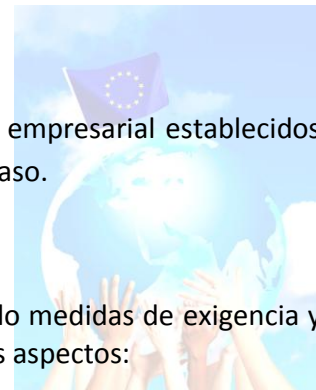 empresarial establecidos
aso.
lo medidas de exigencia y
s aspectos: